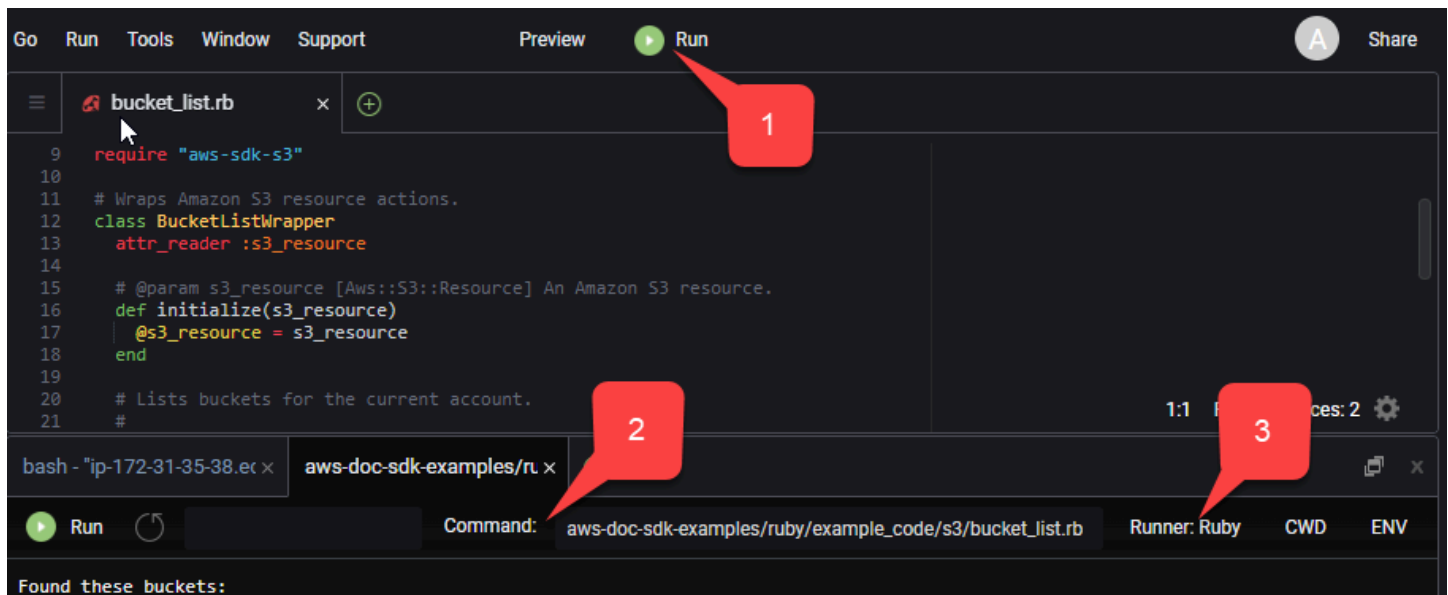 Go Run Tools Window Support Preview Run A Share
bucket_list.rb × +
1
9 require "aws-sdk-s3"
10
11 # Wraps Amazon S3 resource actions.
12 class BucketListWrapper
13 attr_reader :s3_resource
14
15 # @param s3_resource [Aws::S3::Resource] An Amazon S3 resource.
16 def initialize(s3_resource)
17 @s3_resource = s3_resource
18 end
19
20 # Lists buckets for the current account.
21 #
1:1 ces: 2
2
3
bash - "ip-172-31-35-38.ec × aws-doc-sdk-examples/ru ×
Run Command: aws-doc-sdk-examples/ruby/example_code/s3/bucket_list.rb Runner: Ruby CWD ENV
Found these buckets: